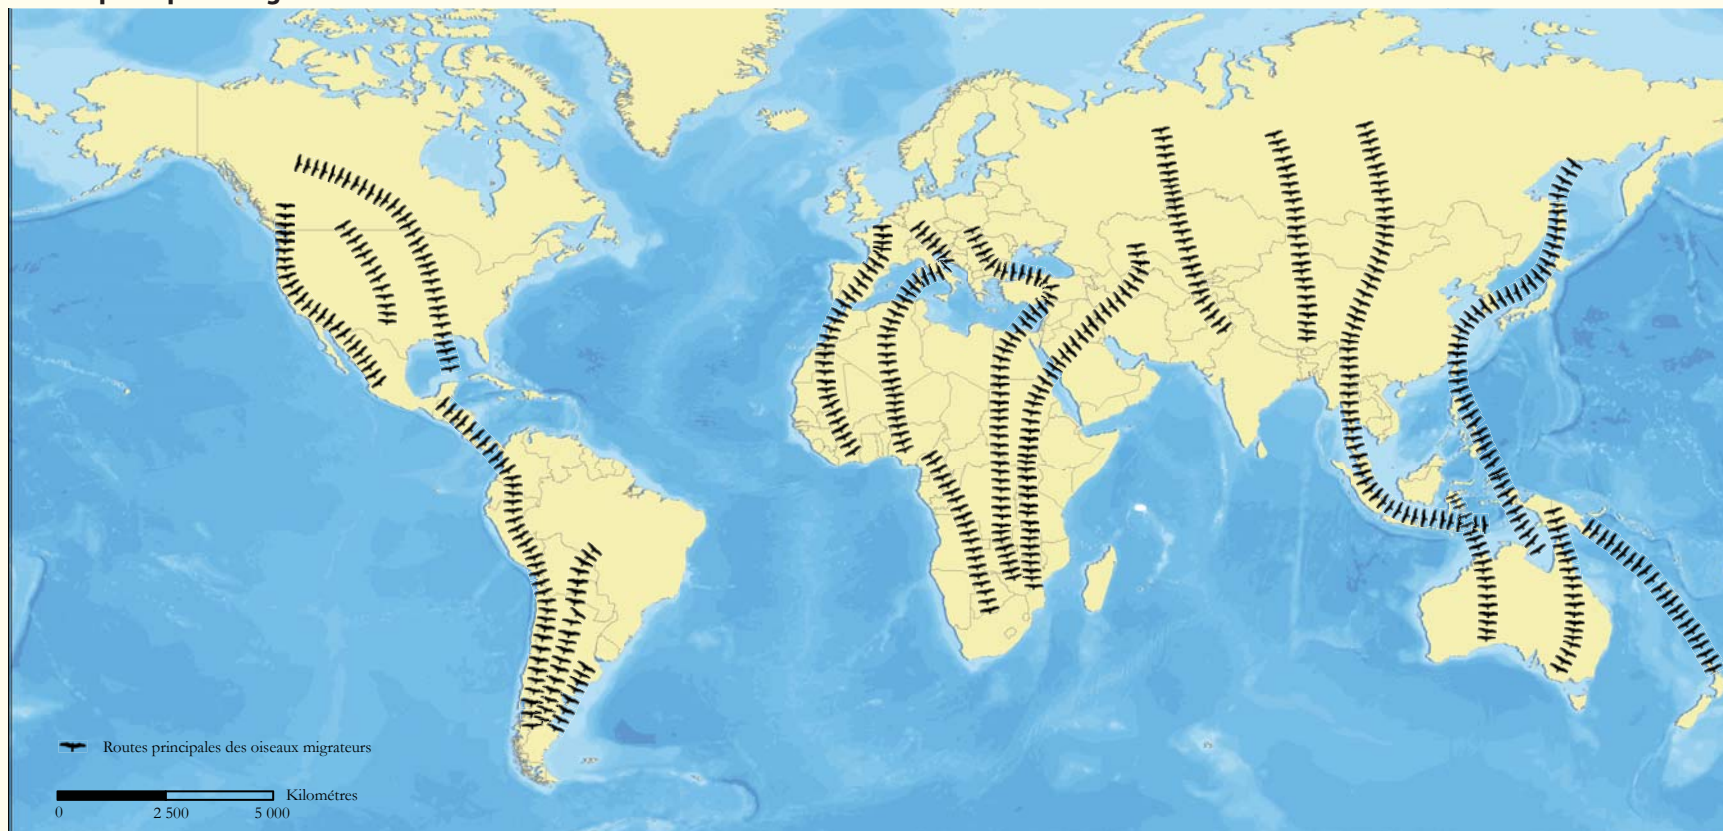 Routes principales des oiseaux migrateurs
Kilométres
0 2 500 5 000